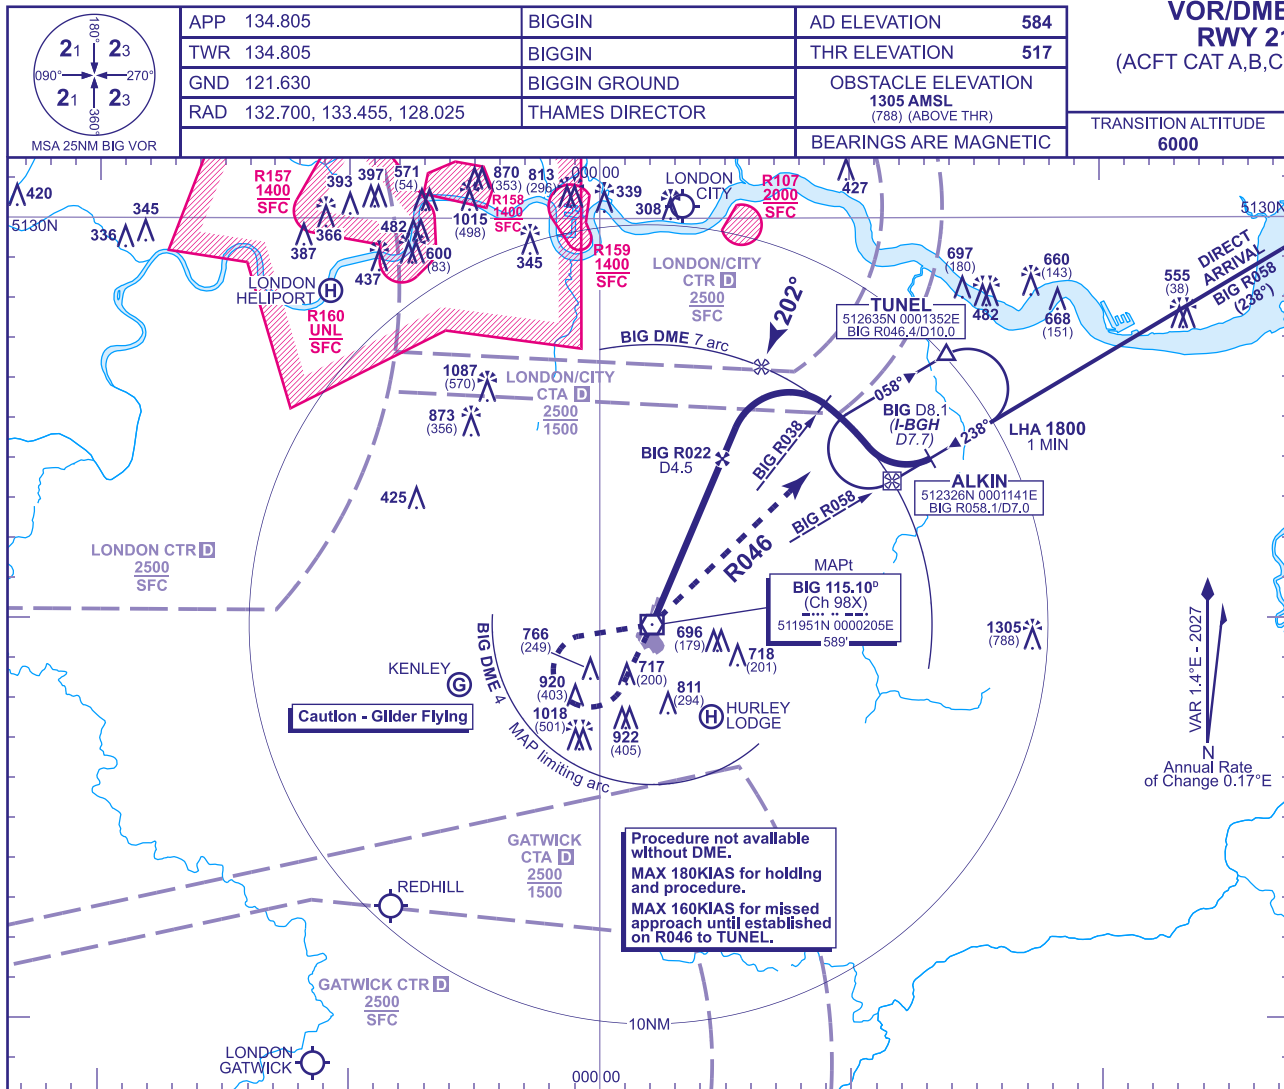 180°
21
23
090°
270°
21
23
360°
MSA 25NM BIG VOR
APP 134.805 BIGGIN
TWR 134.805 BIGGIN
GND 121.630 BIGGIN GROUND
RAD 132.700, 133.455, 128.025 THAMES DIRECTOR
AD ELEVATION 584
THR ELEVATION 517
OBSTACLE ELEVATION
1305 AMSL
(788) (ABOVE THR)
BEARINGS ARE MAGNETIC
VOR/DME
RWY 21
(ACFT CAT A,B,C
TRANSITION ALTITUDE
6000
420
345
336
5130N
R157
1400
SFC
393
397
571
(54)
366
387
482
437
600
(83)
870
(353)
R158
1400
SFC
1015
(498)
813
(296)
345
000 00
339
308
LONDON
CITY
R159
1400
SFC
R107
2000
SFC
427
5130N
LONDON
HELIPORT
H
R160
UNL
SFC
LONDON/CITY
CTR D
2500
SFC
202°
697
(180)
482
660
(143)
668
(151)
555
(38)
DIRECT
ARRIVAL
BIG R058
(238°)
TUNEL
512635N 0001352E
BIG R046.4/D10.0
BIG DME 7 arc
1087
(570)
873
(356)
LONDON/CITY
CTA D
2500
1500
058°
BIG D8.1
(I-BGH
D7.7)
238°
LHA 1800
1 MIN
BIG R022
D4.5
BIG R038
BIG R058
R046
ALKIN
512326N 0001141E
BIG R058.1/D7.0
425
LONDON CTR D
2500
SFC
MAPt
BIG 115.10D
(Ch 98X)
511951N 0000205E
589'
1305
(788)
VAR 1.4°E - 2027
N
Annual Rate
of Change 0.17°E
766
(249)
696
(179)
718
(201)
717
(200)
920
(403)
811
(294)
1018
(501)
922
(405)
KENLEY
G
BIG DME 4
MAP limiting arc
H
HURLEY
LODGE
Caution - Glider Flying
GATWICK
CTA D
2500
1500
Procedure not available
without DME.
MAX 180KIAS for holding
and procedure.
MAX 160KIAS for missed
approach until established
on R046 to TUNEL.
REDHILL
GATWICK CTR D
2500
SFC
10NM
LONDON
GATWICK
000 00